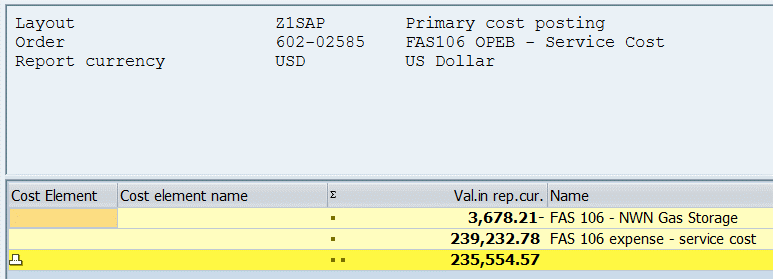 Layout Z1SAP Primary cost posting
Order 602-02585 FAS106 OPEB - Service Cost
Report currency USD US Dollar
Cost Element Cost element name Σ Val.in rep.cur. Name
3,678.21- FAS 106 - NWN Gas Storage
239,232.78 FAS 106 expense - service cost
235,554.57